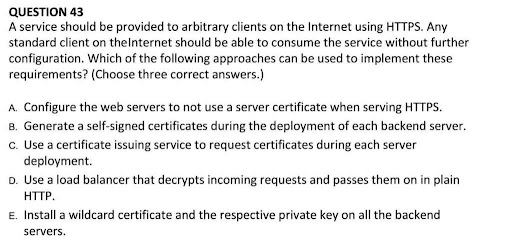 QUESTION 43
A service should be provided to arbitrary clients on the Internet using HTTPS. Any
standard client on theInternet should be able to consume the service without further
configuration. Which of the following approaches can be used to implement these
requirements? (Choose three correct answers.)
A. Configure the web servers to not use a server certificate when serving HTTPS.
B. Generate a self-signed certificates during the deployment of each backend server.
C. Use a certificate issuing service to request certificates during each server
deployment.
D. Use a load balancer that decrypts incoming requests and passes them on in plain
HTTP.
E. Install a wildcard certificate and the respective private key on all the backend
servers.